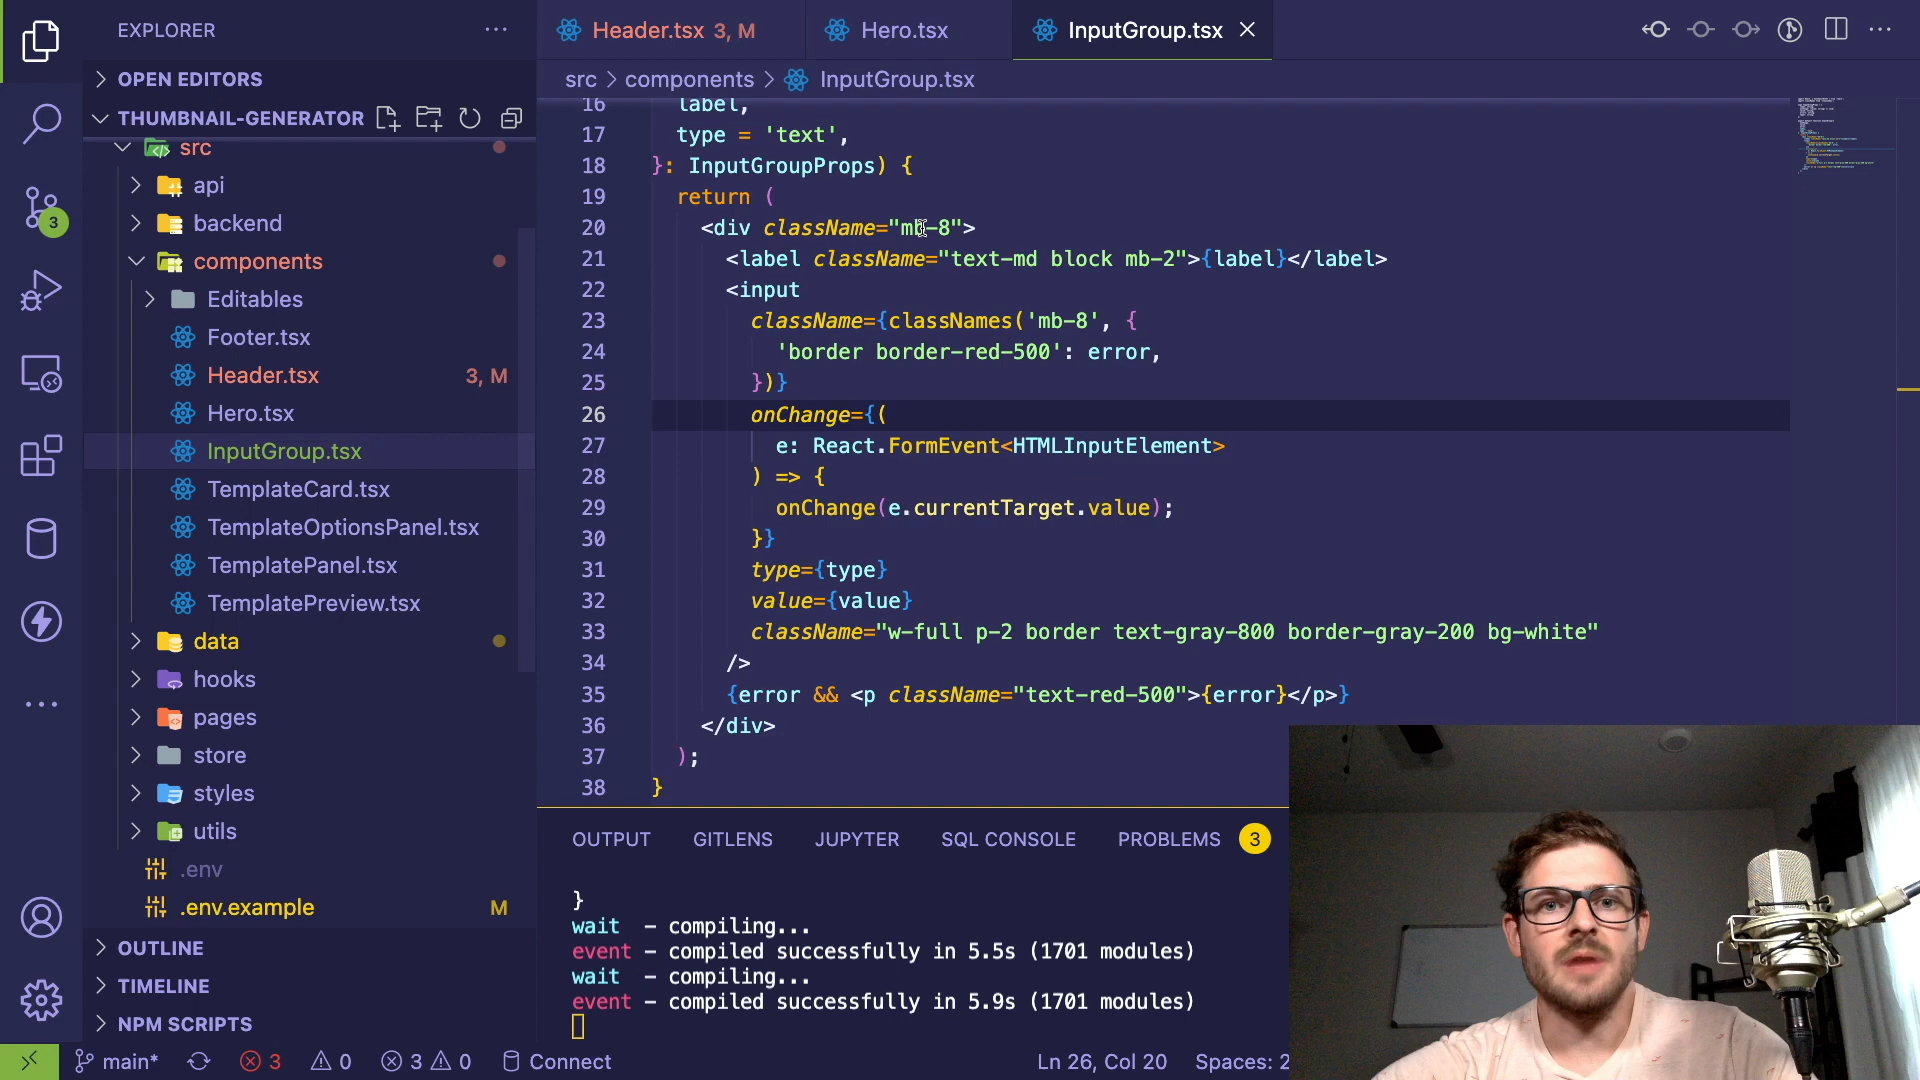 EXPLORER
OPEN EDITORS
THUMBNAIL-GENERATOR
src
api
backend
components
Editables
Footer.tsx
Header.tsx 3, M
Hero.tsx
InputGroup.tsx
TemplateCard.tsx
TemplateOptionsPanel.tsx
TemplatePanel.tsx
TemplatePreview.tsx
data
hooks
pages
store
styles
utils
.env
.env.example M
OUTLINE
TIMELINE
NPM SCRIPTS
3
Header.tsx 3, M
Hero.tsx
InputGroup.tsx
src > components > InputGroup.tsx
16 label,
17 type = 'text',
18 }: InputGroupProps) {
19 return (
20 <div className="mb-8">
21 <label className="text-md block mb-2">{label}</label>
22 <input
23 className={classNames('mb-8', {
24 'border border-red-500': error,
25 })}
26 onChange={(
27 e: React.FormEvent<HTMLInputElement>
28 ) => {
29 onChange(e.currentTarget.value);
30 }}
31 type={type}
32 value={value}
33 className="w-full p-2 border text-gray-800 border-gray-200 bg-white"
34 />
35 {error && <p className="text-red-500">{error}</p>}
36 </div>
37 );
38 }
OUTPUT GITLENS JUPYTER SQL CONSOLE PROBLEMS 3
}
wait - compiling...
event - compiled successfully in 5.5s (1701 modules)
wait - compiling...
event - compiled successfully in 5.9s (1701 modules)
main* 3 0 3 0 Connect Ln 26, Col 20 Spaces: 2